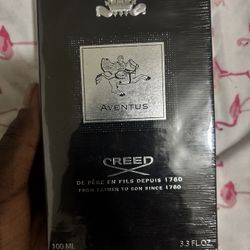 AVENTUS
CREED
DE PÈRE EN FILS DEPUIS 1760
FROM FATHER TO SON SINCE 1760
100 ML
3.3 FL.OZ